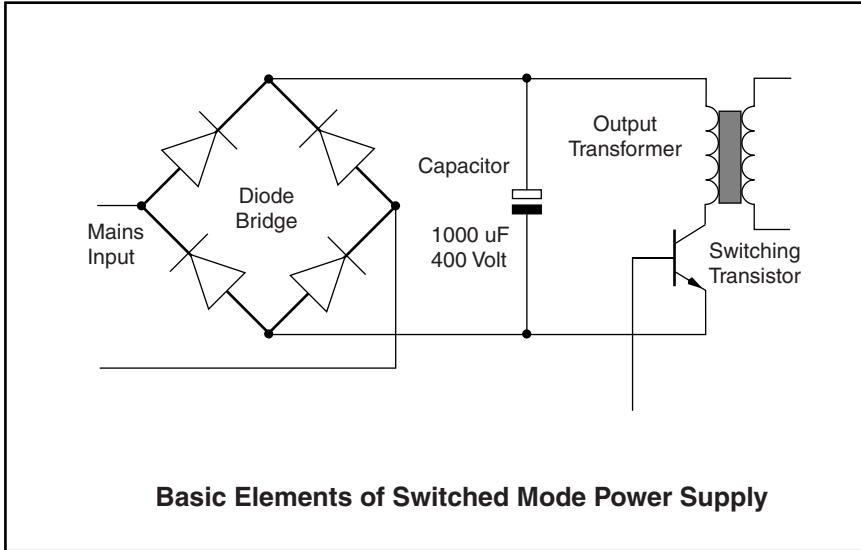 Output
Transformer
Capacitor
Diode
Bridge
Mains
Input
1000 uF
400 Volt
Switching
Transistor
Basic Elements of Switched Mode Power Supply